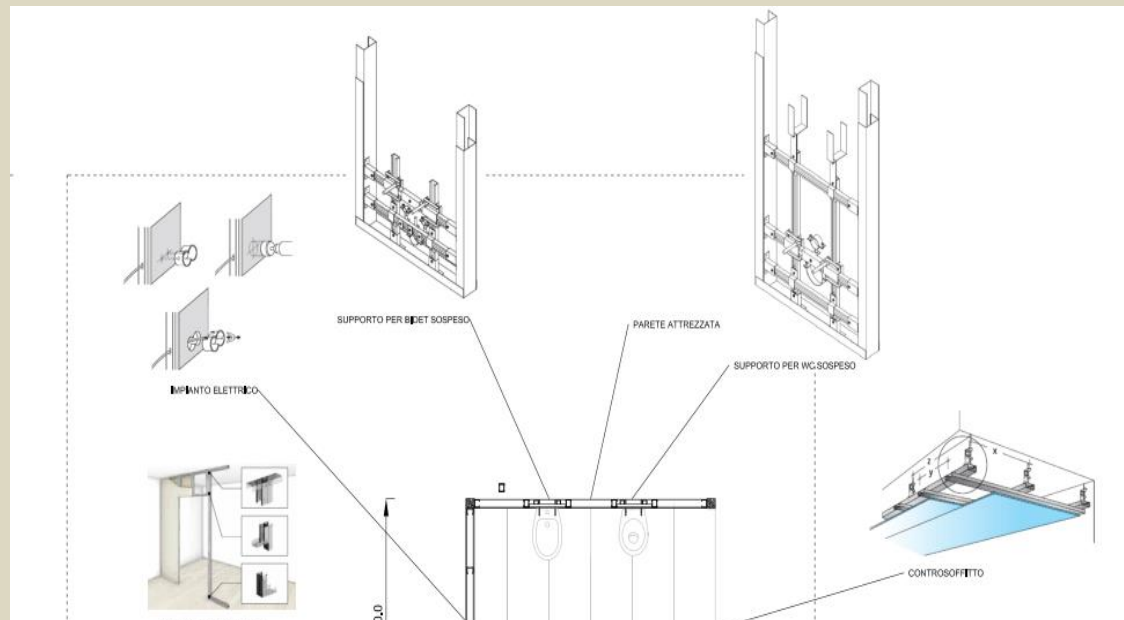 SUPPORTO PER BIDET SOSPESO
PARETE ATTREZZATA
SUPPORTO PER WC SOSPESO
IMPIANTO ELETTRICO
z
x
y
CONTROSOFFITTO